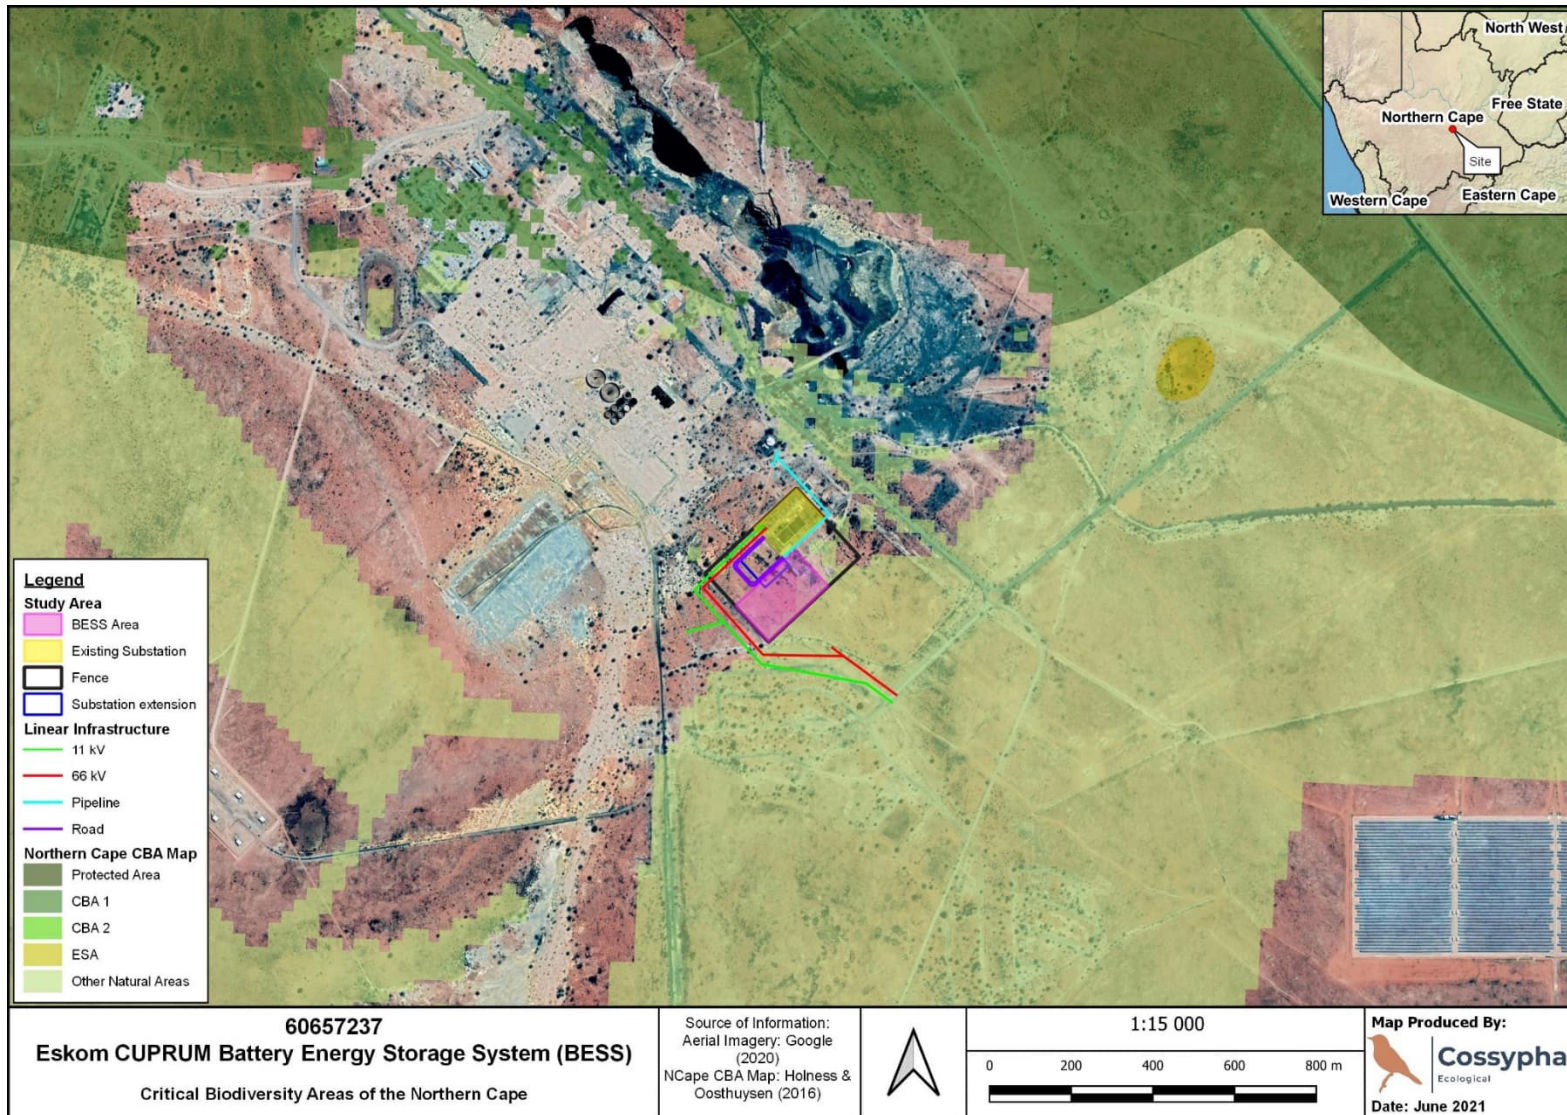 North West
Free State
Northern Cape
Site
Western Cape
Eastern Cape
Legend
Study Area
BESS Area
Existing Substation
Fence
Substation extension
Linear Infrastructure
11 kV
66 kV
Pipeline
Road
Northern Cape CBA Map
Protected Area
CBA 1
CBA 2
ESA
Other Natural Areas
60657237
Eskom CUPRUM Battery Energy Storage System (BESS)
Critical Biodiversity Areas of the Northern Cape
Source of Information:
Aerial Imagery: Google
(2020)
NCape CBA Map: Holness &
Oosthuysen (2016)
1:15 000
0 200 400 600 800 m
Map Produced By:
Cossypha
Ecological
Date: June 2021